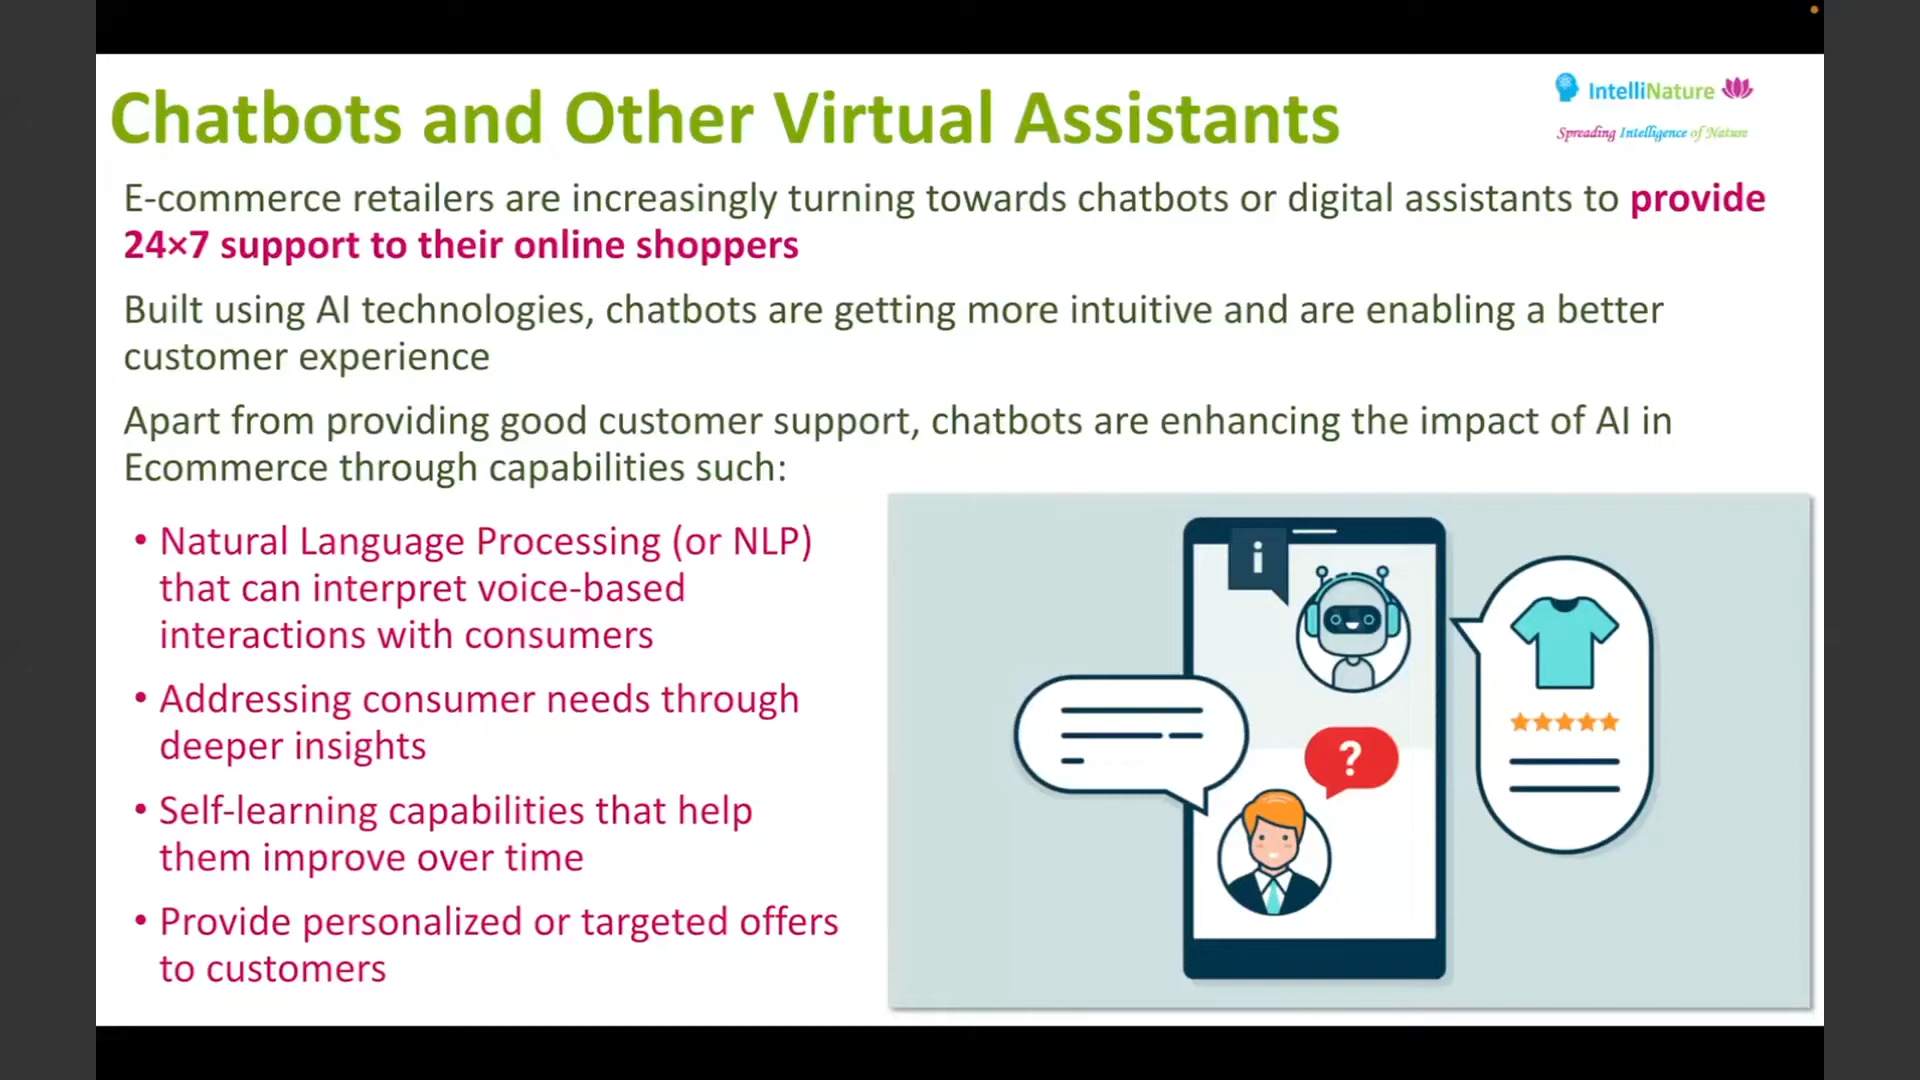 Chatbots and Other Virtual Assistants
IntelliNature
Spreading Intelligence of Nature
E-commerce retailers are increasingly turning towards chatbots or digital assistants to provide
24×7 support to their online shoppers
Built using AI technologies, chatbots are getting more intuitive and are enabling a better
customer experience
Apart from providing good customer support, chatbots are enhancing the impact of AI in
Ecommerce through capabilities such:
• Natural Language Processing (or NLP)
that can interpret voice-based
interactions with consumers
• Addressing consumer needs through
deeper insights
• Self-learning capabilities that help
them improve over time
• Provide personalized or targeted offers
to customers
i
?